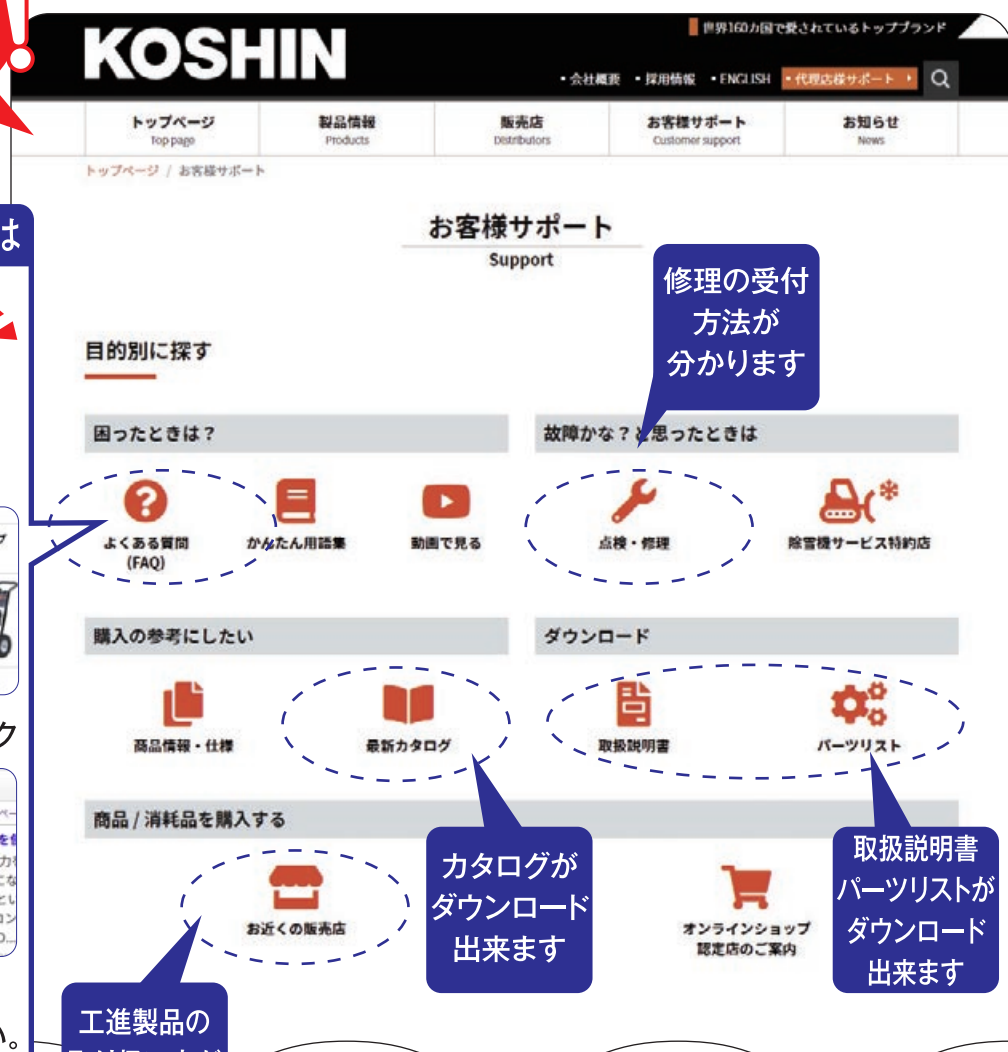 世界160カ国で愛されているトップブランド
KOSHIN
・会社概要 ・採用情報 ・ENGLISH ・代理店様サポート
トップページ 製品情報 販売店 お客様サポート お知らせ
Top page Products Distributors Customer support News
トップページ / お客様サポート
は
お客様サポート
Support
修理の受付
方法が
分かります
目的別に探す
困ったときは？ 故障かな？と思ったときは
よくある質問
(FAQ)
かんたん用語集
動画で見る
点検・修理
除雪機サービス特約店
購入の参考にしたい ダウンロード
商品情報・仕様
最新カタログ
取扱説明書
パーツリスト
ク
商品 / 消耗品を購入する
カタログが
ダウンロード
出来ます
取扱説明書
パーツリストが
ダウンロード
出来ます
お近くの販売店
オンラインショップ
認定店のご案内
工進製品の
い。